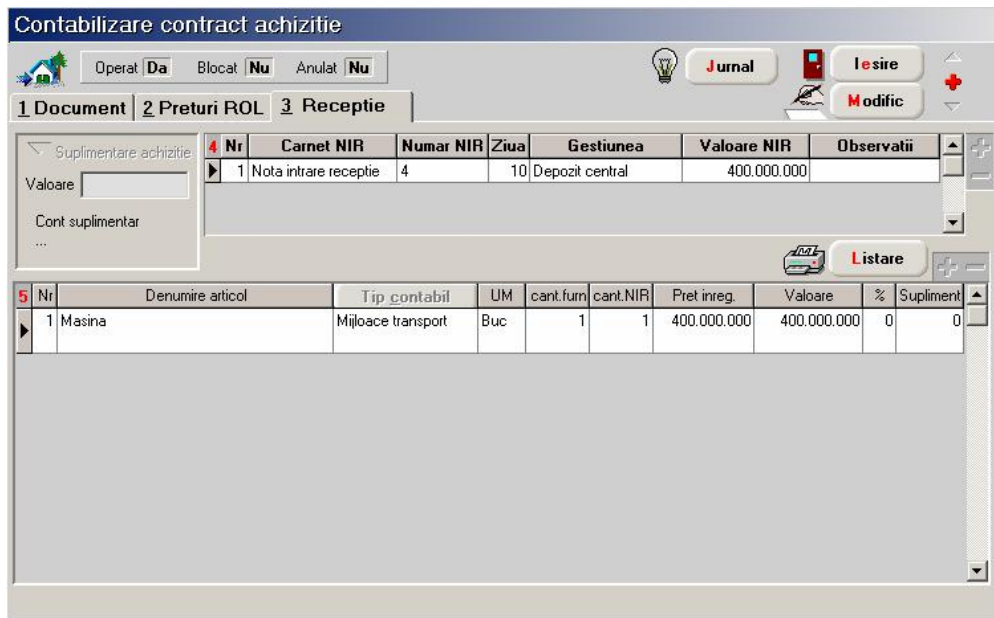 Contabilizare contract achizitie
Operat Da Blocat Nu Anulat Nu
Jurnal
Iesire
Modific
1 Document 2 Preturi ROL 3 Receptie
Suplimentare achizitie
Valoare
Cont suplimentar
...
4 Nr Carnet NIR Numar NIR Ziua Gestiunea Valoare NIR Observatii
1 Nota intrare receptie 4 10 Depozit central 400.000.000
Listare
5 Nr Denumire articol Tip contabil UM cant.furn cant.NIR Pret inreg. Valoare % Supliment
1 Masina Mijloace transport Buc 1 1 400.000.000 400.000.000 0 0